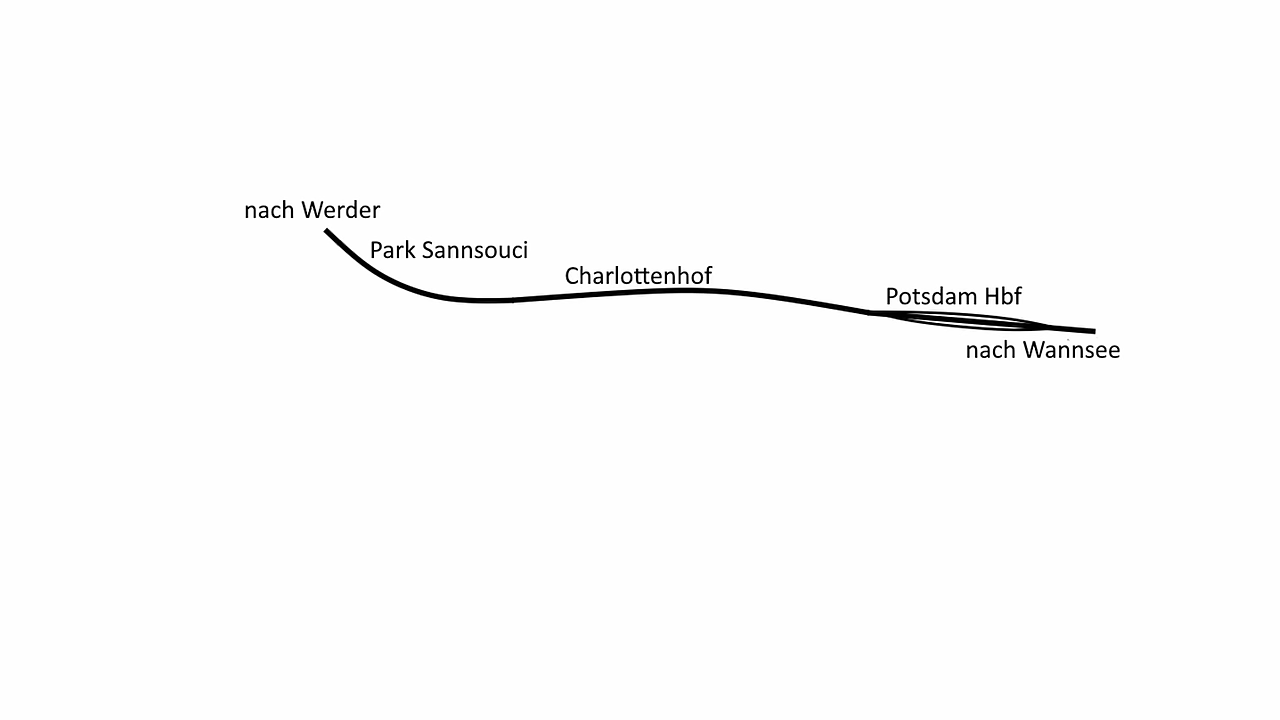 nach Werder
Park Sannsouci
Charlottenhof
Potsdam Hbf
nach Wannsee